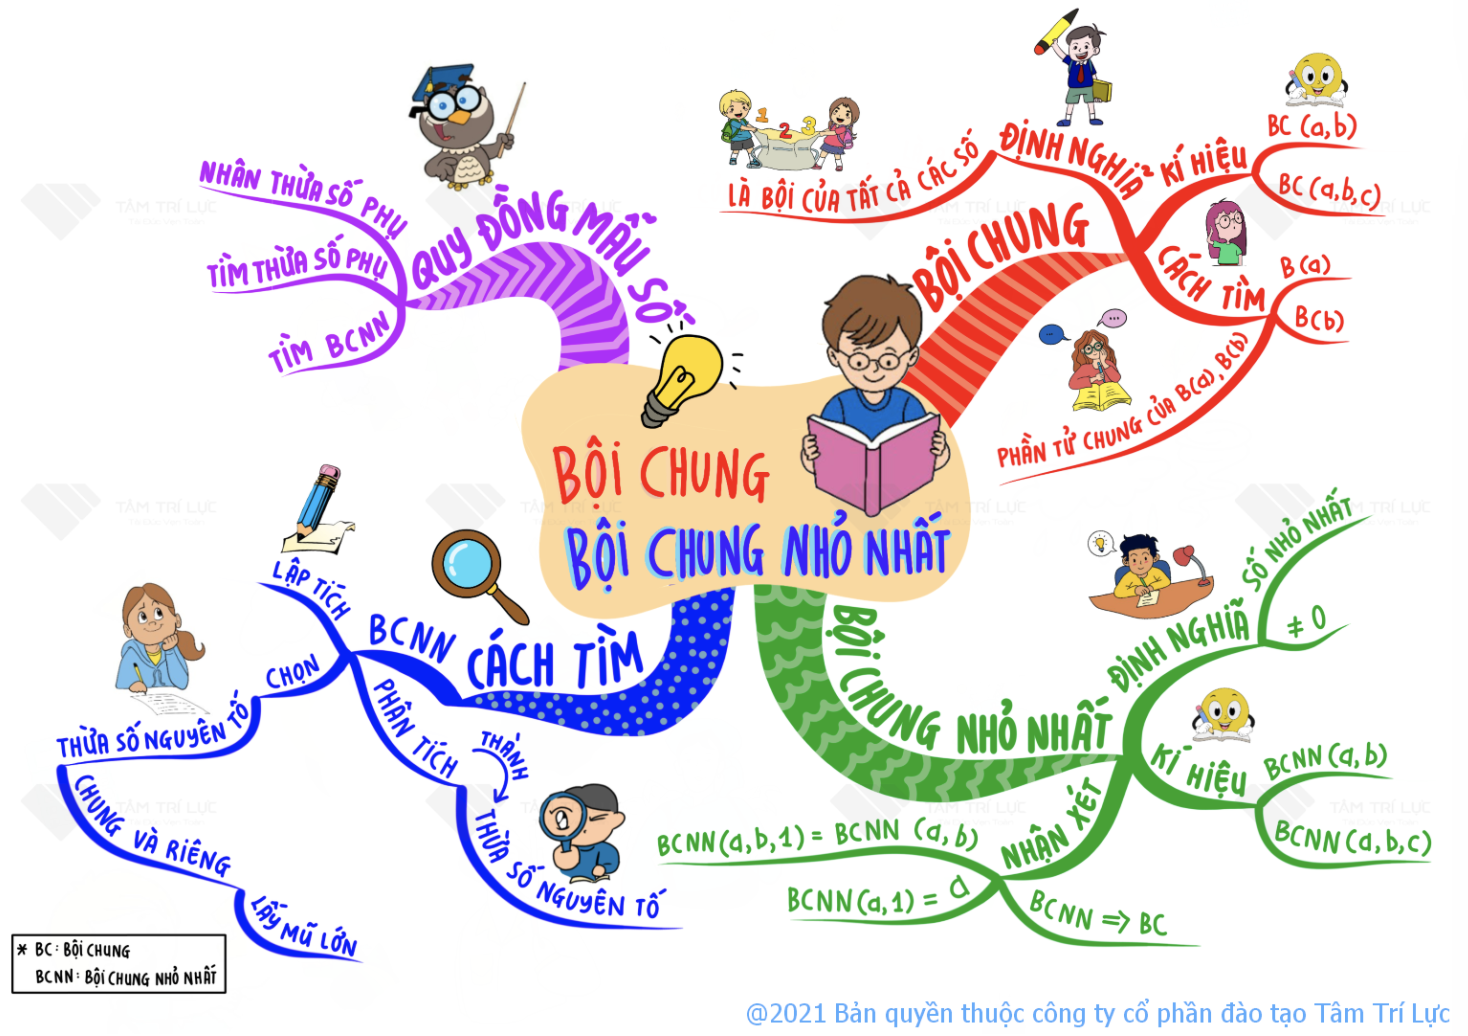 BỘI CHUNG
BỘI CHUNG NHỎ NHẤT
BỘI CHUNG
ĐỊNH NGHĨA
LÀ BỘI CỦA TẤT CẢ CÁC SỐ
KÍ HIỆU
BC (a,b)
BC (a,b,c)
CÁCH TÌM
B (a)
B(b)
PHẦN TỬ CHUNG CỦA B(a), B(b)
BỘI CHUNG NHỎ NHẤT
ĐỊNH NGHĨA
SỐ NHỎ NHẤT
≠ 0
KÍ HIỆU
BCNN (a,b)
BCNN (a,b,c)
NHẬN XÉT
BCNN (a,b,1) = BCNN (a,b)
BCNN (a,1) = a
BCNN => BC
CÁCH TÌM
BCNN
PHÂN TÍCH
THÀNH
THỪA SỐ NGUYÊN TỐ
CHỌN
THỪA SỐ NGUYÊN TỐ
CHUNG VÀ RIÊNG
LẤY MŨ LỚN
LẬP TÍCH
QUY ĐỒNG MẪU SỐ
TÌM BCNN
TÌM THỪA SỐ PHỤ
NHÂN THỪA SỐ PHỤ
1 2 3
* BC: BỘI CHUNG
BCNN: BỘI CHUNG NHỎ NHẤT
TÂM TRÍ LỰC
@2021 Bản quyền thuộc công ty cổ phần đào tạo Tâm Trí Lực